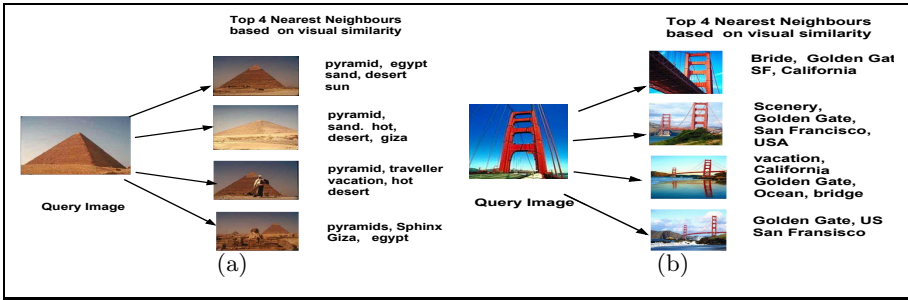 Top 4 Nearest Neighbours
based on visual similarity
pyramid, egypt
sand, desert
sun
pyramid,
sand. hot,
desert, giza
pyramid, traveller
vacation, hot
desert
pyramids, Sphinx
Giza, egypt
Query Image
(a)
Top 4 Nearest Neighbours
based on visual similarity
Bride, Golden Gat
SF, California
Scenery,
Golden Gate,
San Francisco,
USA
vacation,
California
Golden Gate,
Ocean, bridge
Golden Gate, US
San Fransisco
Query Image
(b)